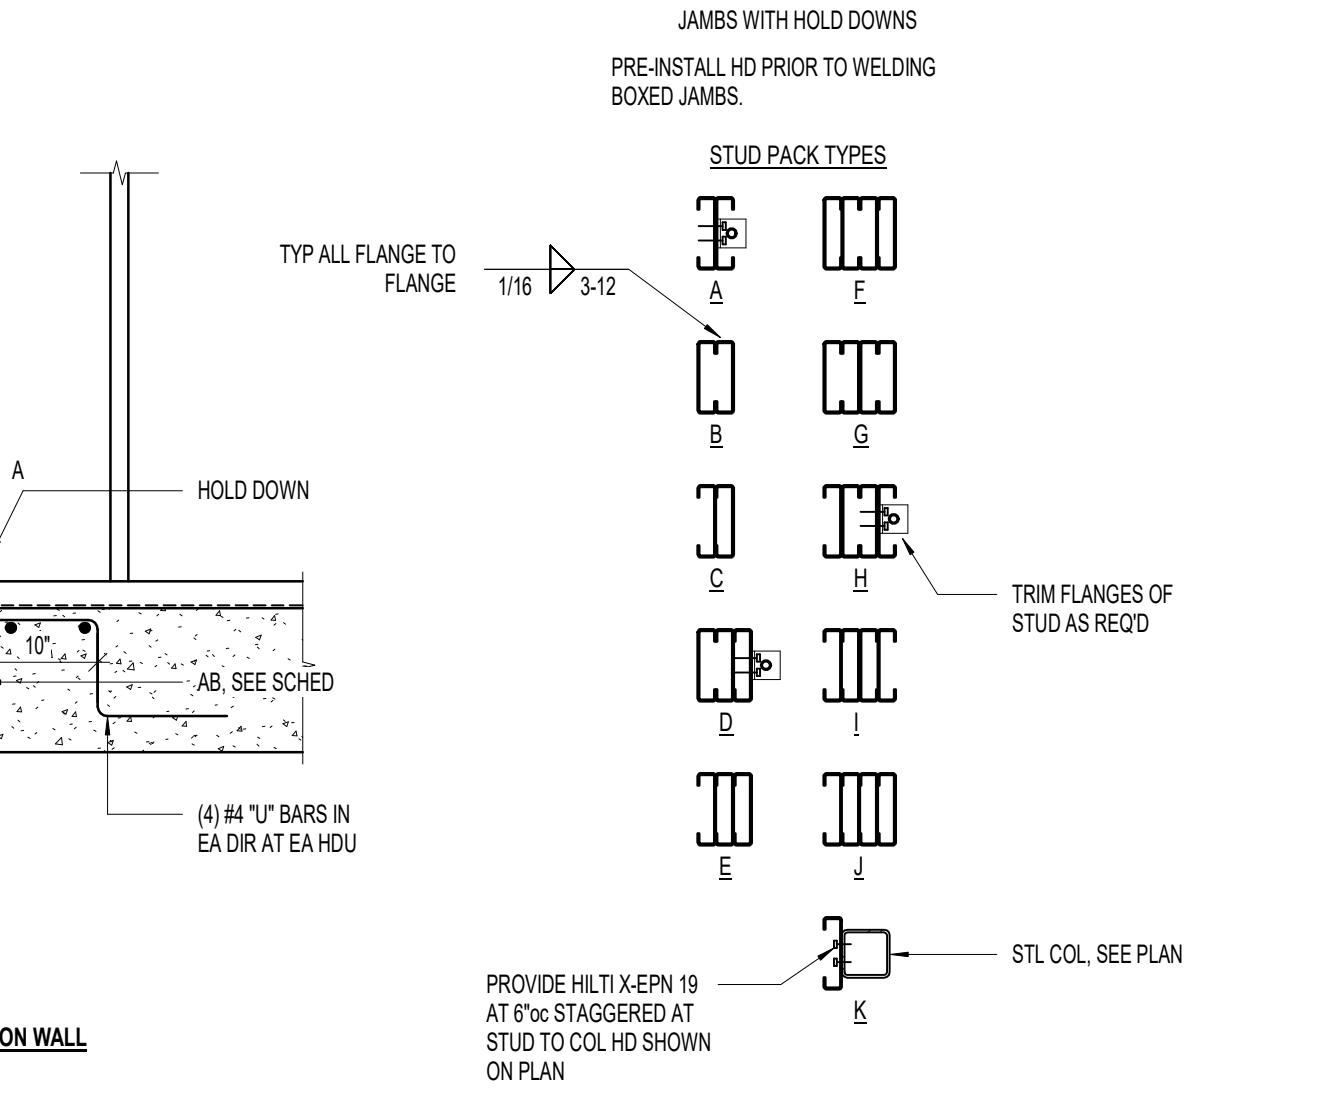 JAMBS WITH HOLD DOWNS
PRE-INSTALL HD PRIOR TO WELDING
BOXED JAMBS.
STUD PACK TYPES
TYP ALL FLANGE TO
FLANGE
1/16
3-12
A
F
B
G
A
HOLD DOWN
C
H
TRIM FLANGES OF
STUD AS REQ'D
10"
AB, SEE SCHED
D
I
(4) #4 "U" BARS IN
EA DIR AT EA HDU
E
J
STL COL, SEE PLAN
PROVIDE HILTI X-EPN 19
AT 6"oc STAGGERED AT
STUD TO COL HD SHOWN
ON PLAN
K
ON WALL